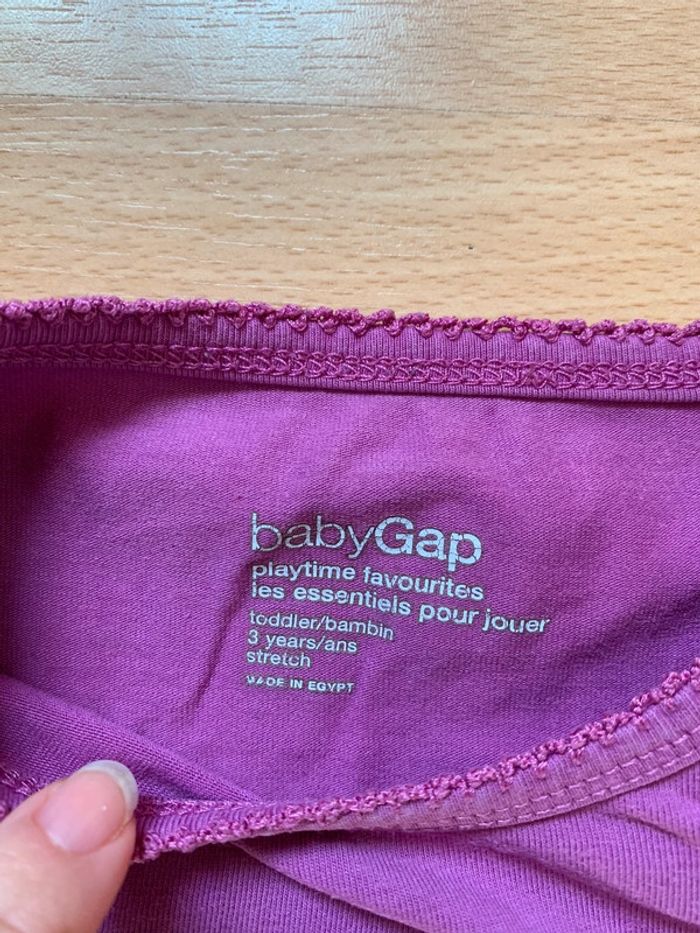 babyGap
playtime favourites
les essentiels pour jouer
toddler/bambin
3 years/ans
stretch
MADE IN EGYPT